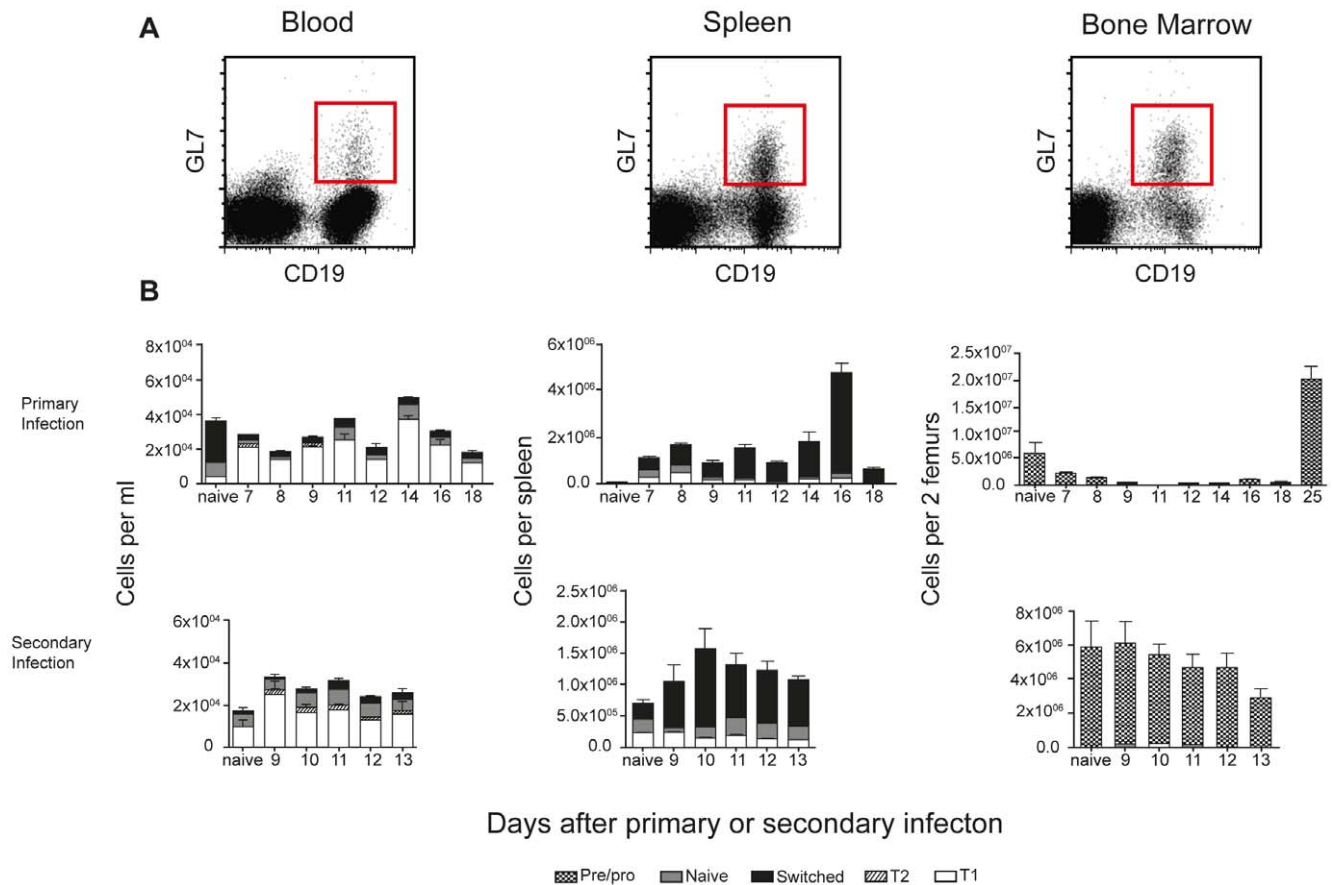 A
Blood
Spleen
Bone Marrow
GL7
GL7
GL7
CD19
CD19
CD19
B
Primary
Infection
Secondary
Infection
Cells per ml
8x10^04
6x10^04
4x10^04
2x10^04
0
naive 7 8 9 11 12 14 16 18
6x10^04
4x10^04
2x10^04
0
naive 9 10 11 12 13
Cells per spleen
6x10^06
4x10^06
2x10^06
0.0
naive 7 8 9 11 12 14 16 18
2.5x10^06
2.0x10^06
1.5x10^06
1.0x10^06
5.0x10^05
0.0
naive 9 10 11 12 13
Cells per 2 femurs
2.5x10^07
2.0x10^07
1.5x10^07
1.0x10^07
5.0x10^06
0.0
naive 7 8 9 11 12 14 16 18 25
8x10^06
6x10^06
4x10^06
2x10^06
0.0
naive 9 10 11 12 13
Days after primary or secondary infecton
Pre/pro Naive Switched T2 T1